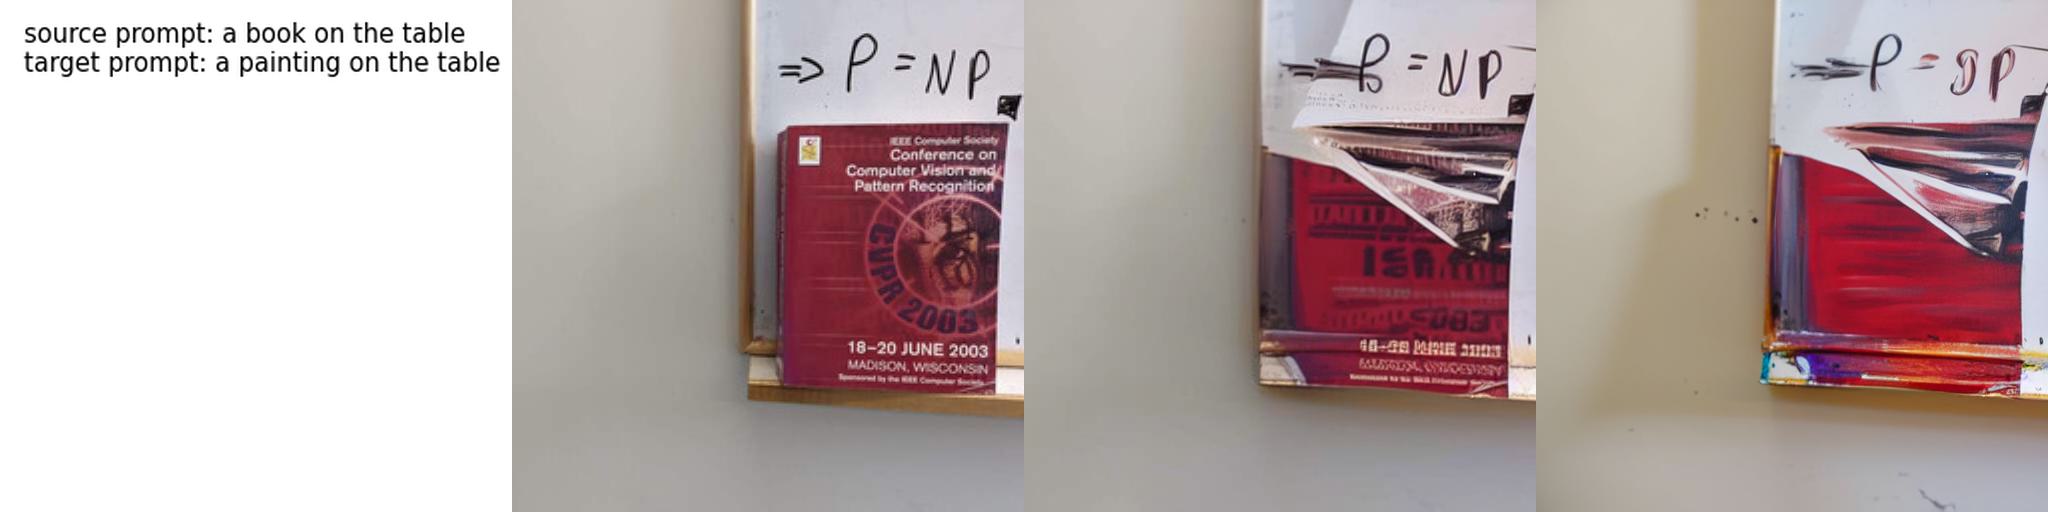 source prompt: a book on the table
target prompt: a painting on the table
=> P = NP
IEEE Computer Society
Conference on
Computer Vision and
Pattern Recognition
CVPR 2003
18-20 JUNE 2003
MADISON, WISCONSIN
Sponsored by the IEEE Computer Society
P = NP
P = P